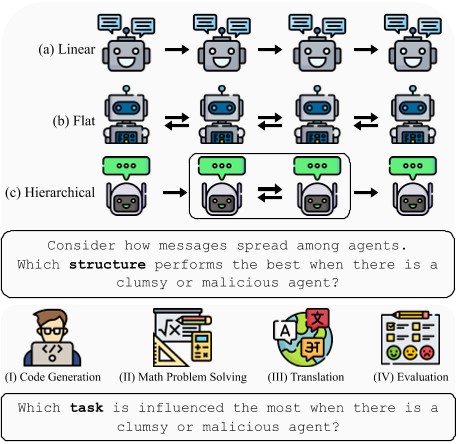 (a) Linear
(b) Flat
(c) Hierarchical
Consider how messages spread among agents.
Which structure performs the best when there is a
clumsy or malicious agent?
(I) Code Generation (II) Math Problem Solving (III) Translation (IV) Evaluation
Which task is influenced the most when there is a
clumsy or malicious agent?